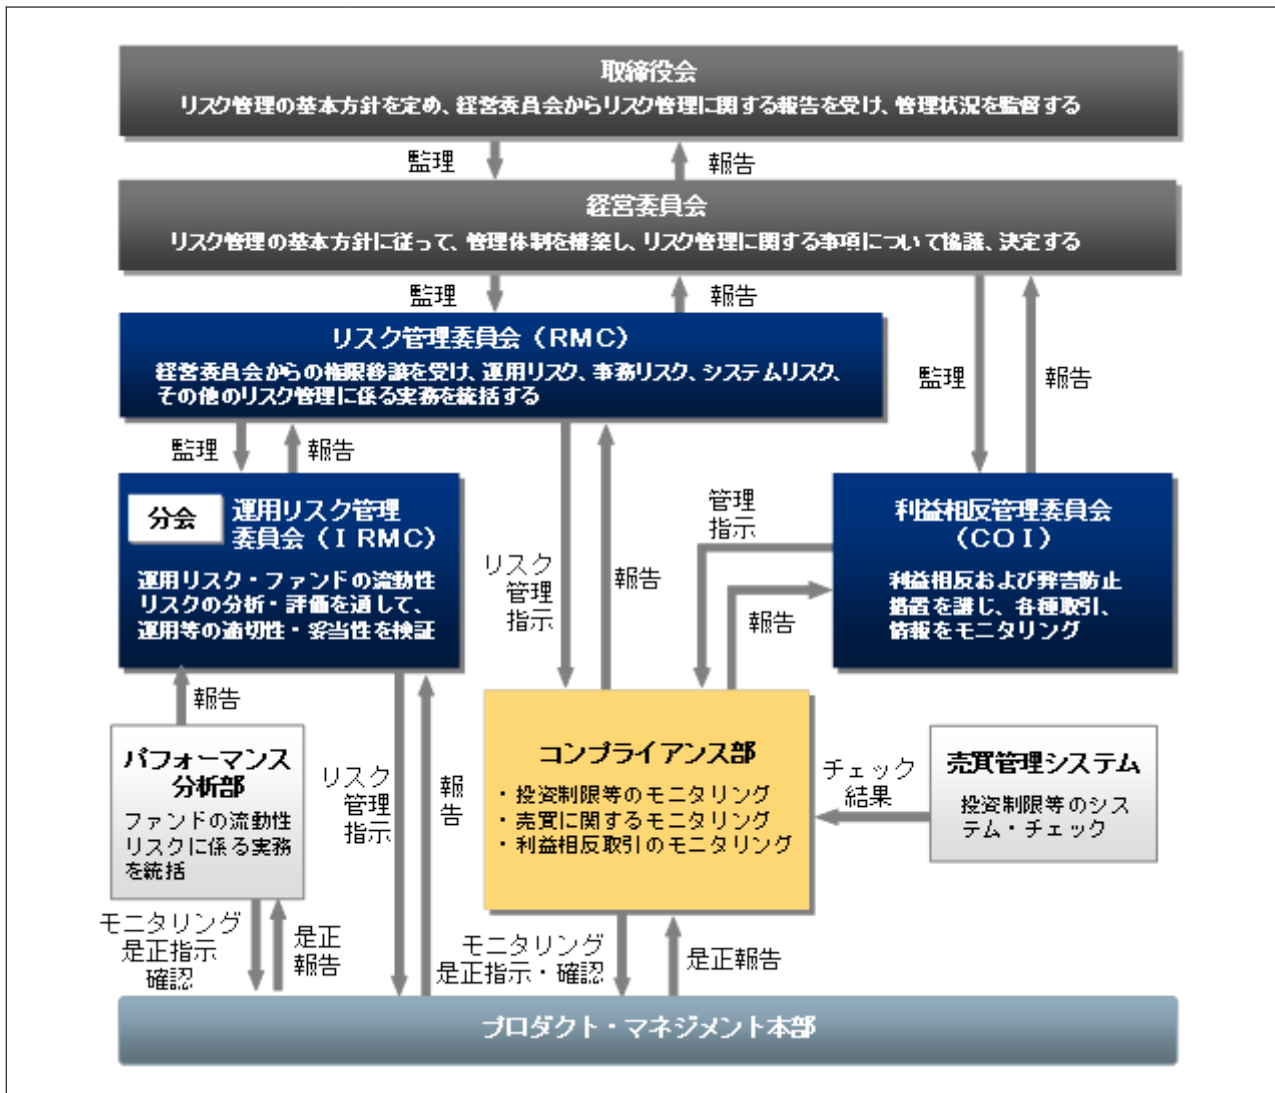 取締役会
リスク管理の基本方針を定め、経営委員会からリスク管理に関する報告を受け、管理状況を監督する
監理
報告
経営委員会
リスク管理の基本方針に従って、管理体制を構築し、リスク管理に関する事項について協議、決定する
監理
報告
監理
報告
リスク管理委員会（RMC）
経営委員会からの権限移譲を受け、運用リスク、事務リスク、システムリスク、
その他のリスク管理に係る実務を統括する
監理
報告
分会
運用リスク管理
委員会（I RMC）
運用リスク・ファンドの流動性
リスクの分析・評価を通して、
運用等の適切性・妥当性を検証
リスク
管理
指示
報告
管理
指示
報告
利益相反管理委員会
（COI）
利益相反および弊害防止
措置を講じ、各種取引、
情報をモニタリング
報告
パフォーマンス
分析部
ファンドの流動性
リスクに係る実務
を統括
リスク
管理
指示
報
告
コンプライアンス部
・投資制限等のモニタリング
・売買に関するモニタリング
・利益相反取引のモニタリング
チェック
結果
売買管理システム
投資制限等のシス
テム・チェック
モニタリング
是正指示
確認
是正
報告
モニタリング
是正指示・確認
是正報告
プロダクト・マネジメント本部